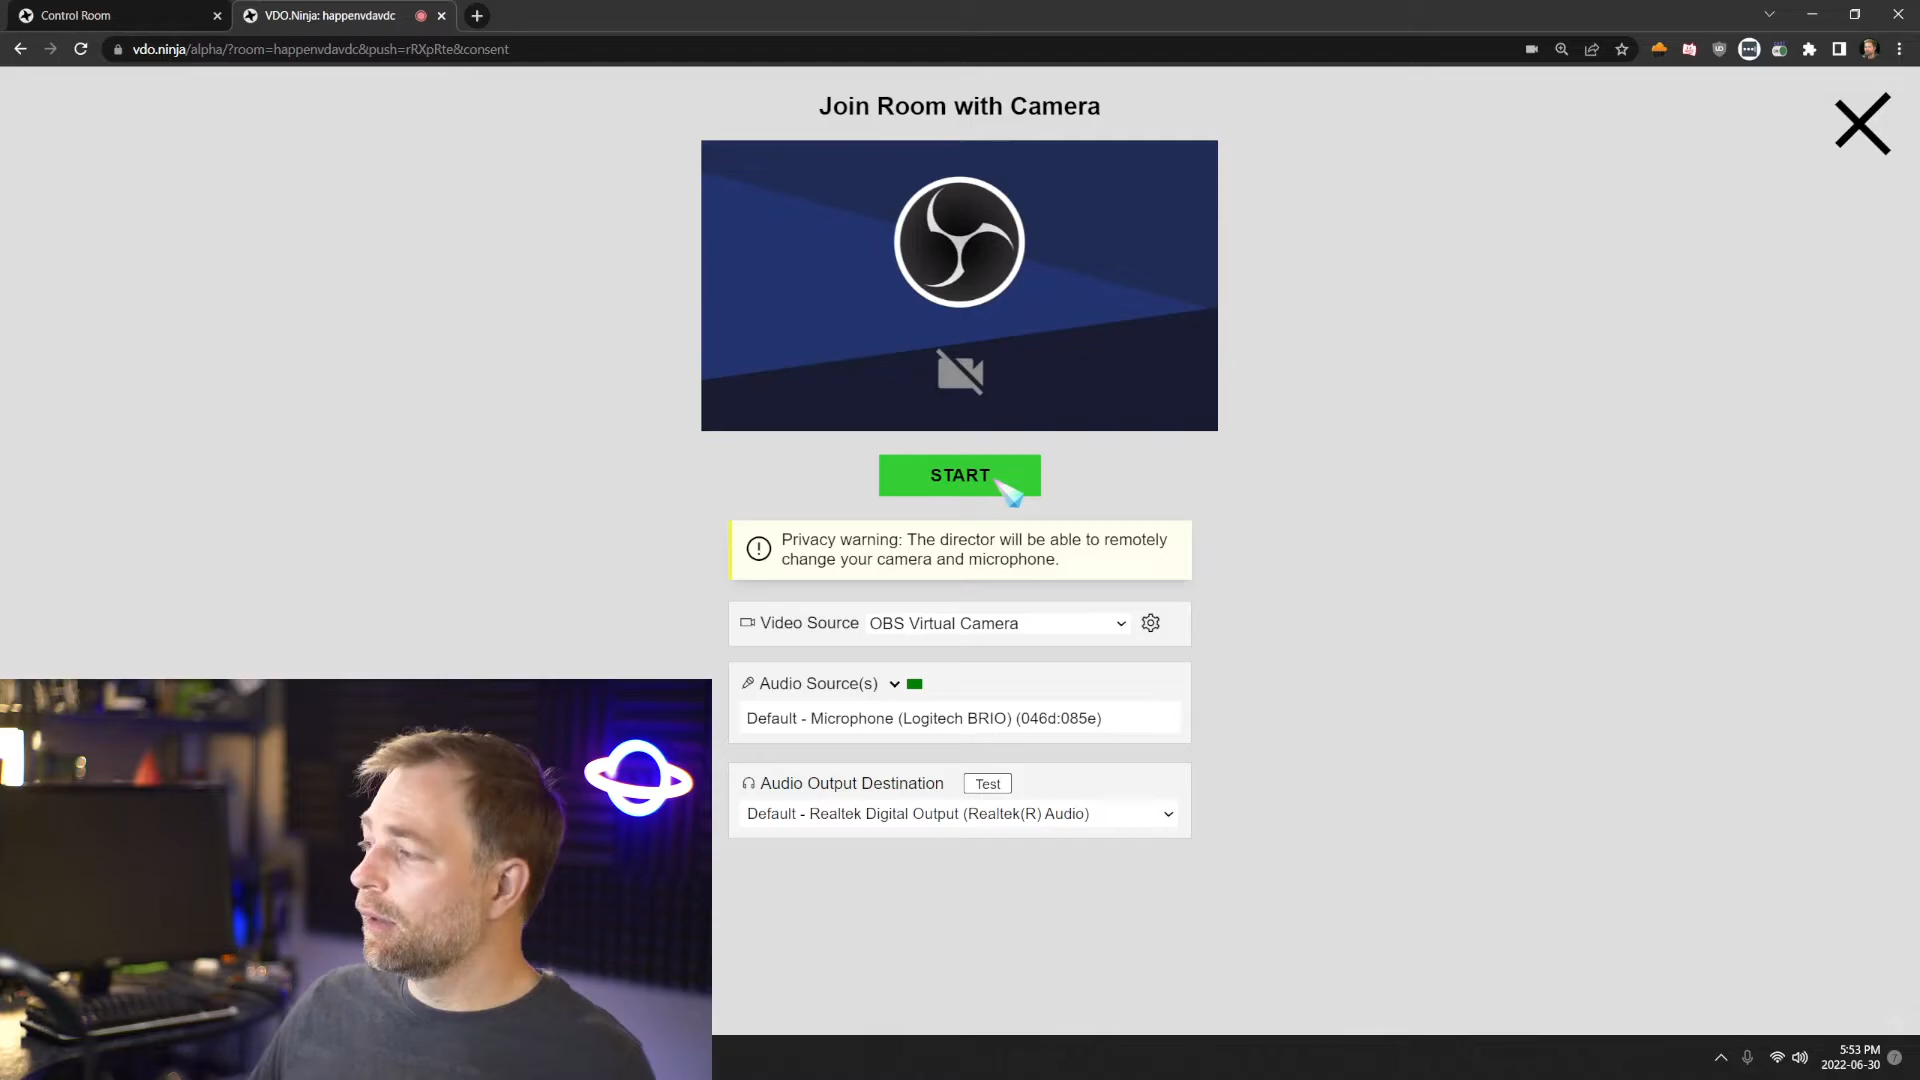 Control Room
VDO.Ninja: happenvdavdc
vdo.ninja/alpha/?room=happenvdavdc&push=rRXpRte&consent
Join Room with Camera
START
Privacy warning: The director will be able to remotely
change your camera and microphone.
Video Source OBS Virtual Camera
Audio Source(s)
Default - Microphone (Logitech BRIO) (046d:085e)
Audio Output Destination Test
Default - Realtek Digital Output (Realtek(R) Audio)
5:53 PM
2022-06-30
7